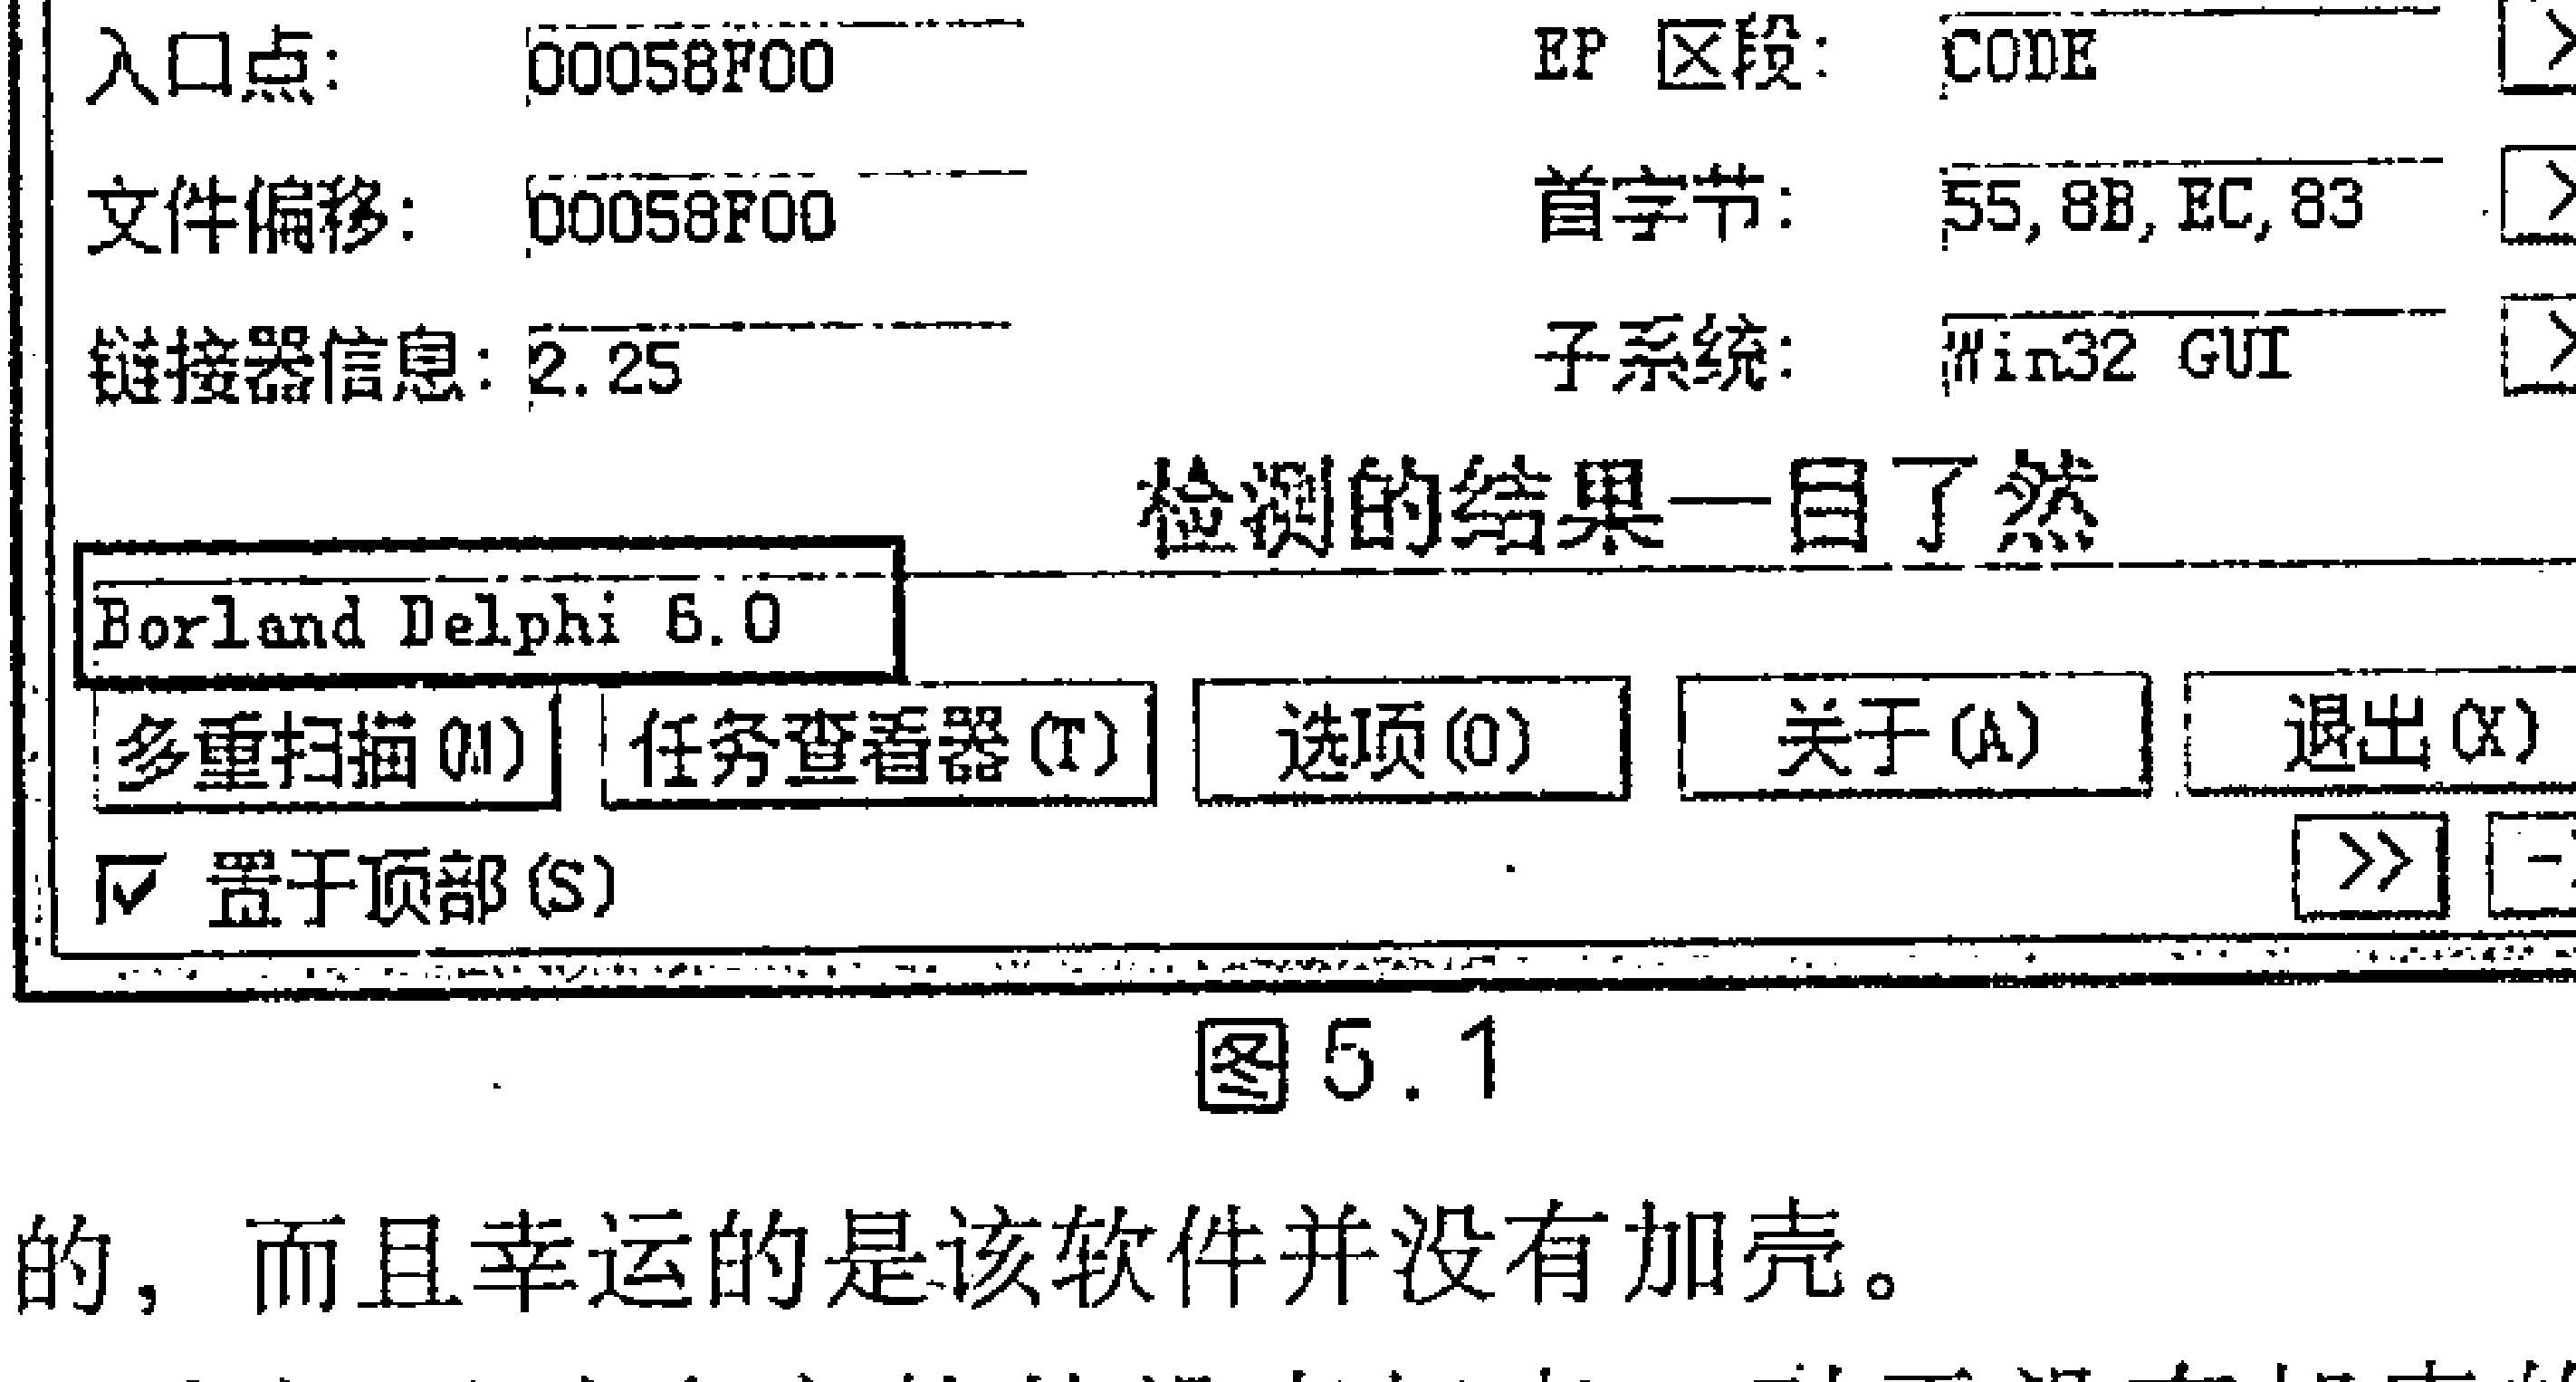 入口点: 00058F00 EP 区段: CODE >
文件偏移: 00058F00 首字节: 55,8B,EC,83 >
链接器信息: 2.25 子系统: Win32 GUI >
检测的结果一目了然
Borland Delphi 6.0
多重扫描(M) 任务查看器(T) 选项(O) 关于(A) 退出(X)
置于顶部(S) >> -
图5.1
的，而且幸运的是该软件并没有加壳。